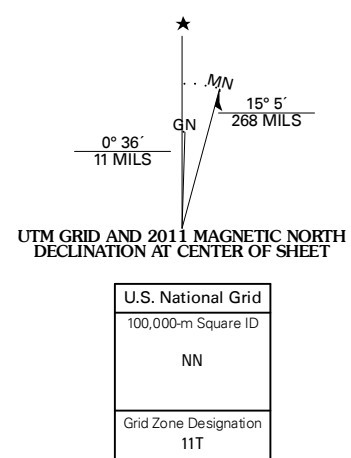 MN
GN
15° 5´
268 MILS
0° 36´
11 MILS
UTM GRID AND 2011 MAGNETIC NORTH
DECLINATION AT CENTER OF SHEET
U.S. National Grid
100,000-m Square ID
NN
Grid Zone Designation
11T